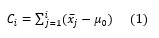 C_i = ∑_{j=1}^{i}(x̄_j − μ_0) (1)